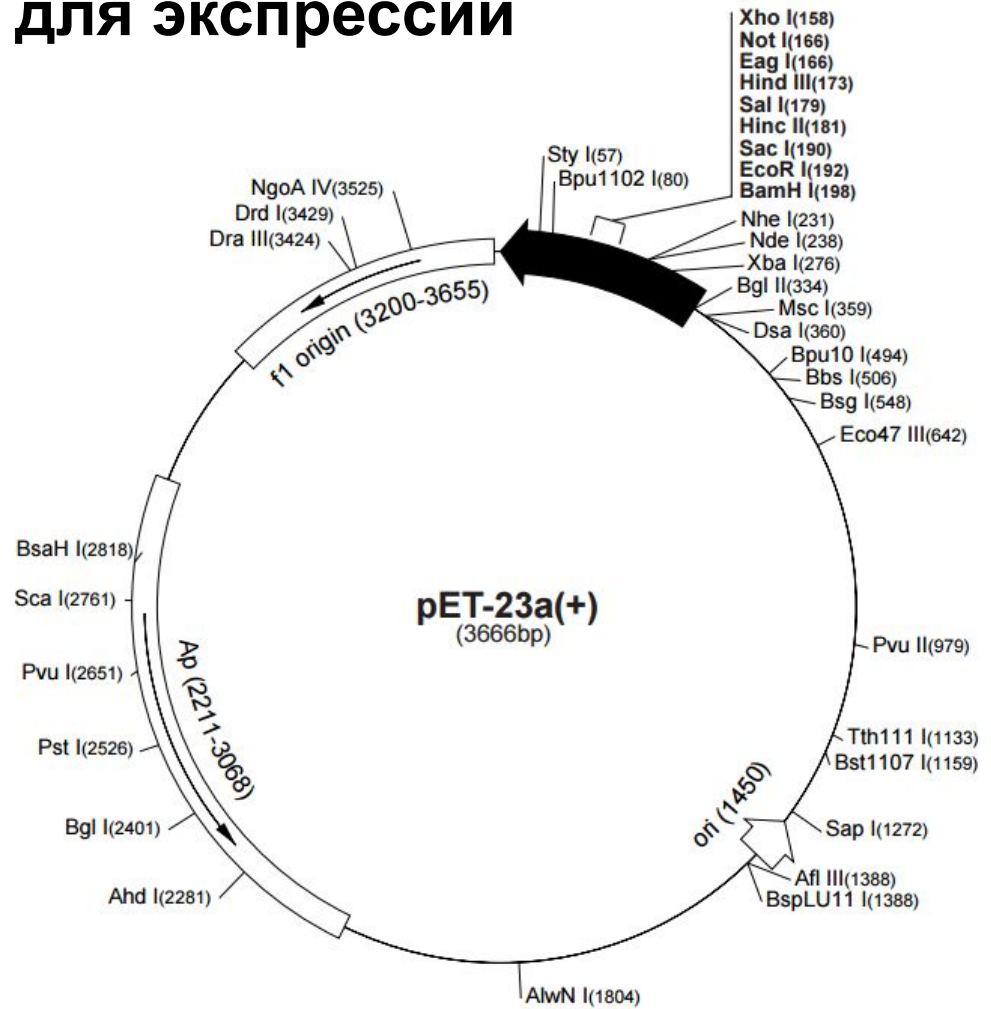 для экспрессии
Xho I(158)
Not I(166)
Eag I(166)
Hind III(173)
Sal I(179)
Hinc II(181)
Sac I(190)
EcoR I(192)
BamH I(198)
Sty I(57)
Bpu1102 I(80)
NgoA IV(3525)
Drd I(3429)
Dra III(3424)
Nhe I(231)
Nde I(238)
Xba I(276)
Bgl II(334)
Msc I(359)
Dsa I(360)
Bpu10 I(494)
Bbs I(506)
Bsg I(548)
Eco47 III(642)
f1 origin (3200-3655)
BsaH I(2818)
Sca I(2761)
Pvu I(2651)
Pst I(2526)
Bgl I(2401)
Ahd I(2281)
Ap (2211-3068)
pET-23a(+)
(3666bp)
Pvu II(979)
Tth111 I(1133)
Bst1107 I(1159)
ori (1450)
Sap I(1272)
Afl III(1388)
BspLU11 I(1388)
AlwN I(1804)